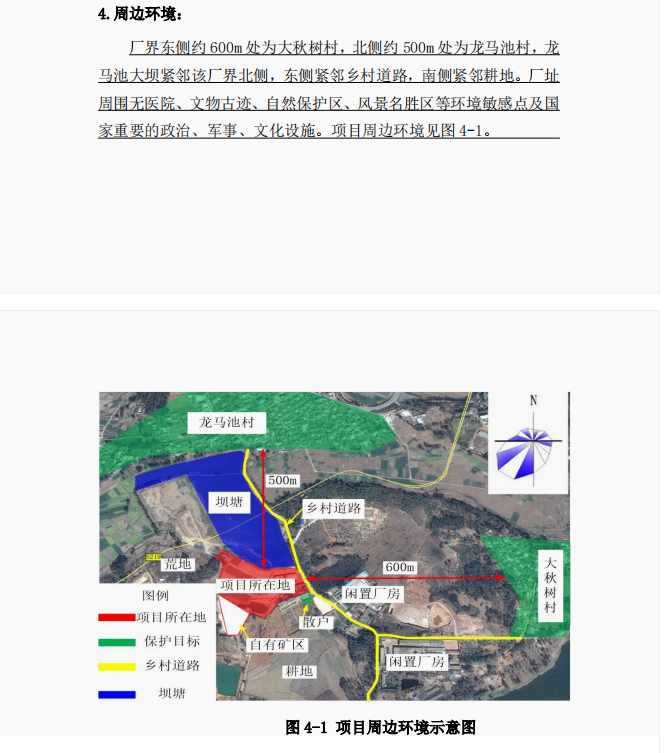 4.周边环境：
厂界东侧约600m处为大秋树村，北侧约500m处为龙马池村，龙
马池大坝紧邻该厂界北侧，东侧紧邻乡村道路，南侧紧邻耕地。厂址
周围无医院、文物古迹、自然保护区、风景名胜区等环境敏感点及国
家重要的政治、军事、文化设施。项目周边环境见图4-1。
N
龙马池村
500m
坝塘
乡村道路
S219
荒地
600m
大秋树村
项目所在地
闲置厂房
图例
项目所在地
散户
保护目标
自有矿区
乡村道路
闲置厂房
耕地
坝塘
图4-1 项目周边环境示意图